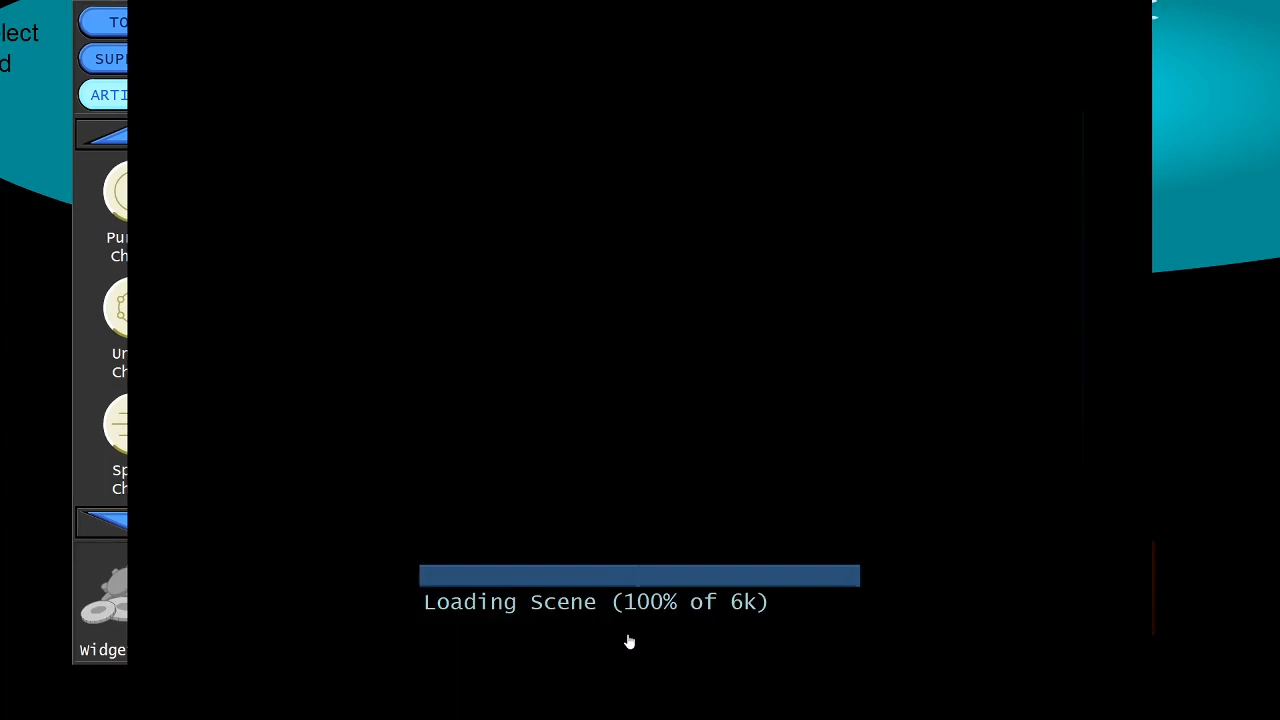 lect
d
TO
SUP
ARTI
Pu
Ch
Ur
Ch
Sp
Ch
Widge
Loading Scene (100% of 6k)